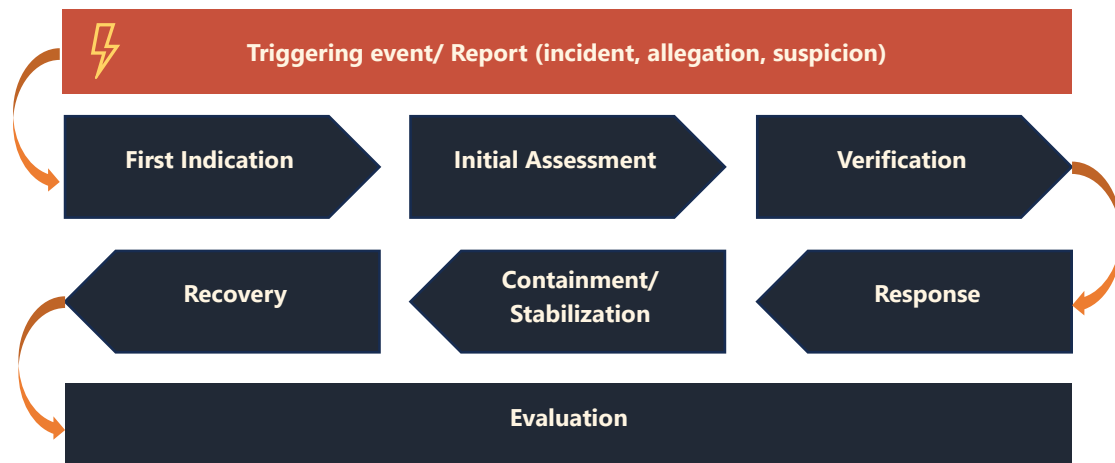 Triggering event/ Report (incident, allegation, suspicion)
First Indication
Initial Assessment
Verification
Response
Containment/
Stabilization
Recovery
Evaluation